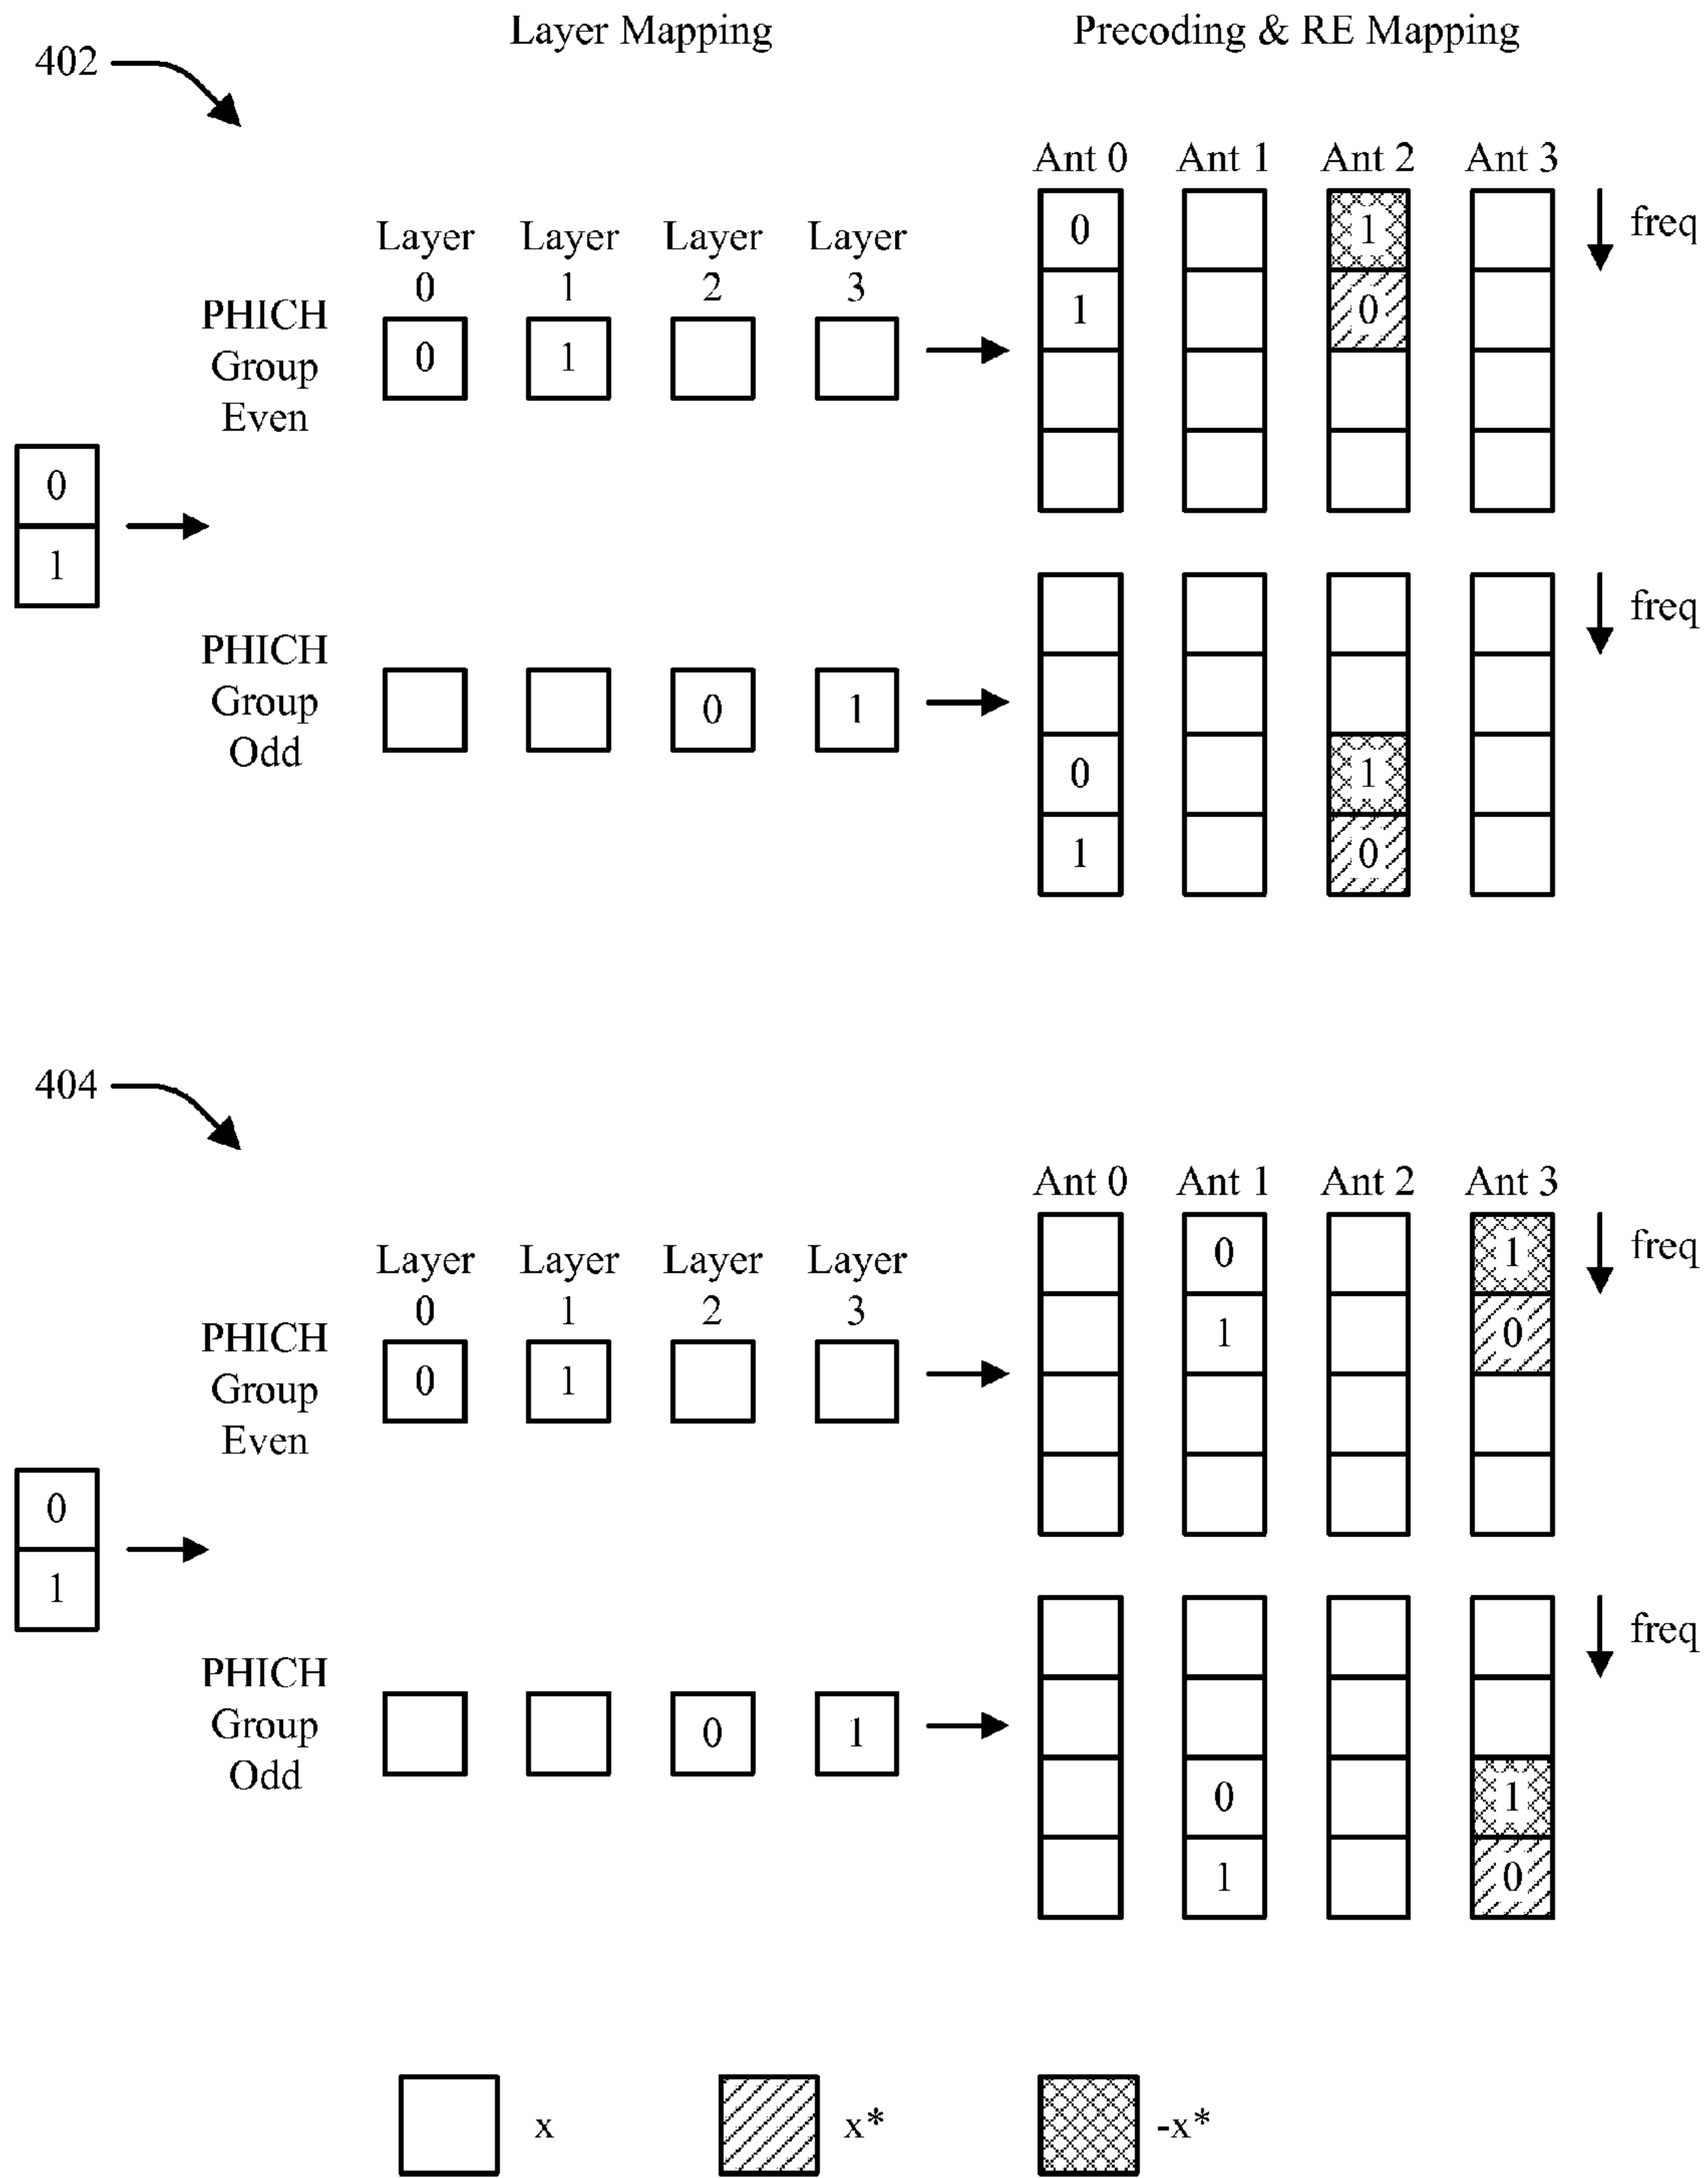 Layer Mapping
Precoding & RE Mapping
402
Ant 0 Ant 1 Ant 2 Ant 3
Layer 0 Layer 1 Layer 2 Layer 3
PHICH
Group
Even
0 1
0
1
1
0
freq
0
1
PHICH
Group
Odd
0 1
0
1
1
0
freq
404
Ant 0 Ant 1 Ant 2 Ant 3
Layer 0 Layer 1 Layer 2 Layer 3
PHICH
Group
Even
0 1
0
1
1
0
freq
0
1
PHICH
Group
Odd
0 1
0
1
1
0
freq
x
x*
-x*